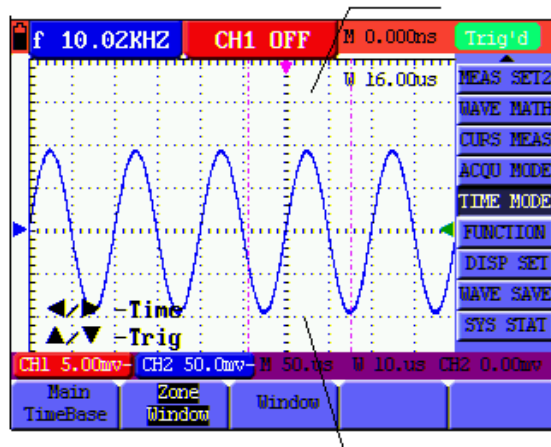 f 10.02KHZ CH1 OFF M 0.000ns Trig'd
W 16.00us
MEAS SET2
WAVE MATH
CURS MEAS
ACQU MODE
TIME MODE
FUNCTION
DISP SET
WAVE SAVE
SYS STAT
◀/▶ -Time
▲/▼ -Trig
CH1 5.00mv- CH2 50.0mv- M 50.us W 10.us CH2 0.00mv
Main TimeBase
Zone Window
Window